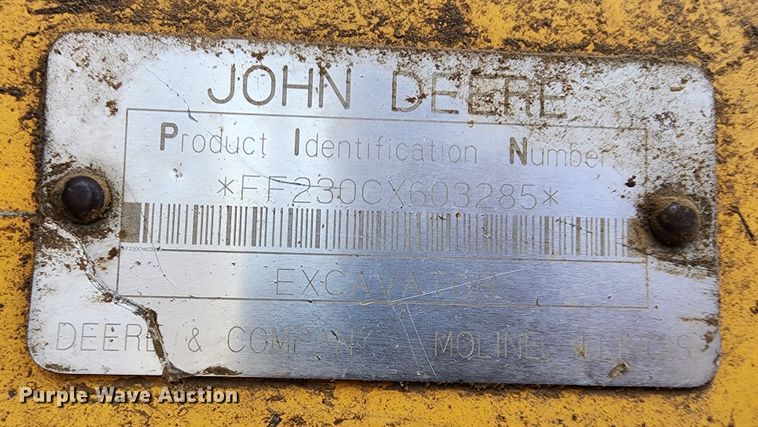 JOHN DEERE
Product Identification Number
*FF230CX603285*
EXCAVATOR
DEERE & COMPANY MOLINE, ILLINOIS
Purple Wave Auction